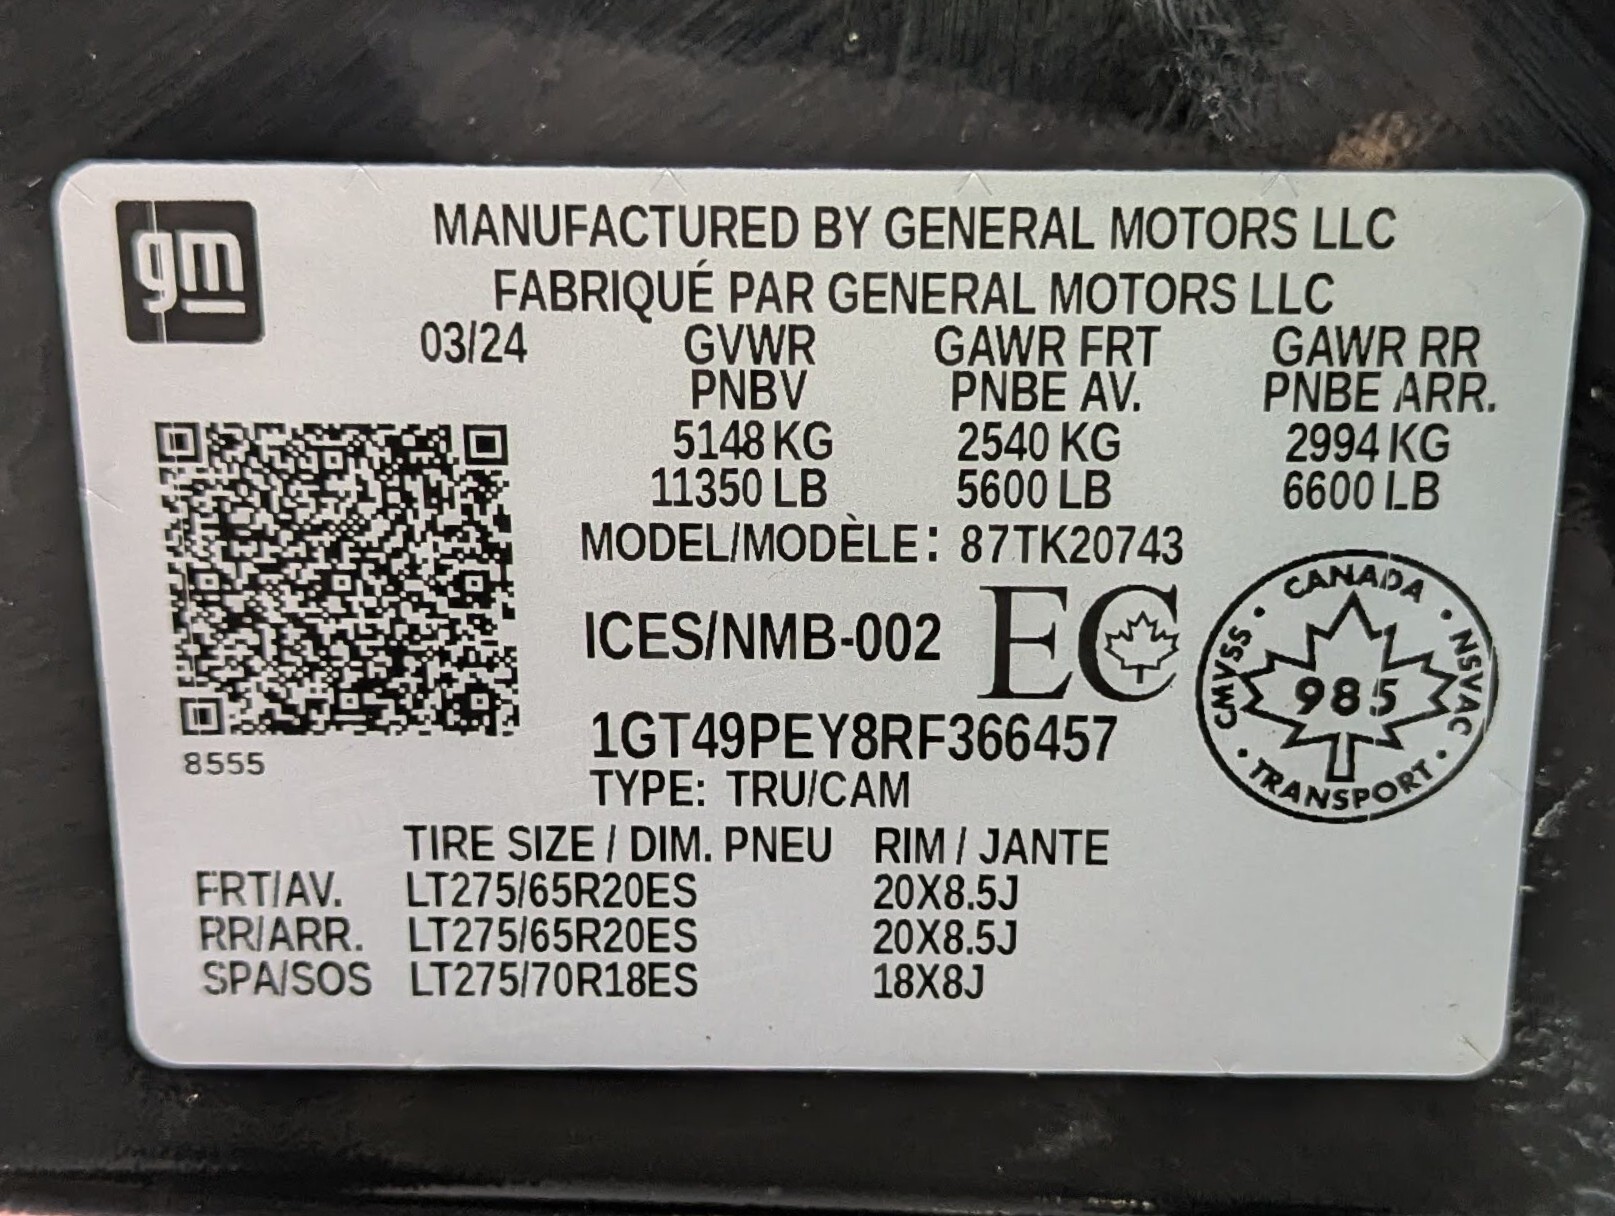 gm
MANUFACTURED BY GENERAL MOTORS LLC
FABRIQUÉ PAR GENERAL MOTORS LLC
03/24 GVWR GAWR FRT GAWR RR
PNBV PNBE AV. PNBE ARR.
5148 KG 2540 KG 2994 KG
11350 LB 5600 LB 6600 LB
MODEL/MODÈLE: 87TK20743
ICES/NMB-002 EC
CANADA
CMVSS · 985 · NSVAC
· TRANSPORT ·
1GT49PEY8RF366457
8555
TYPE: TRU/CAM
TIRE SIZE / DIM. PNEU RIM / JANTE
FRT/AV. LT275/65R20ES 20X8.5J
RR/ARR. LT275/65R20ES 20X8.5J
SPA/SOS LT275/70R18ES 18X8J